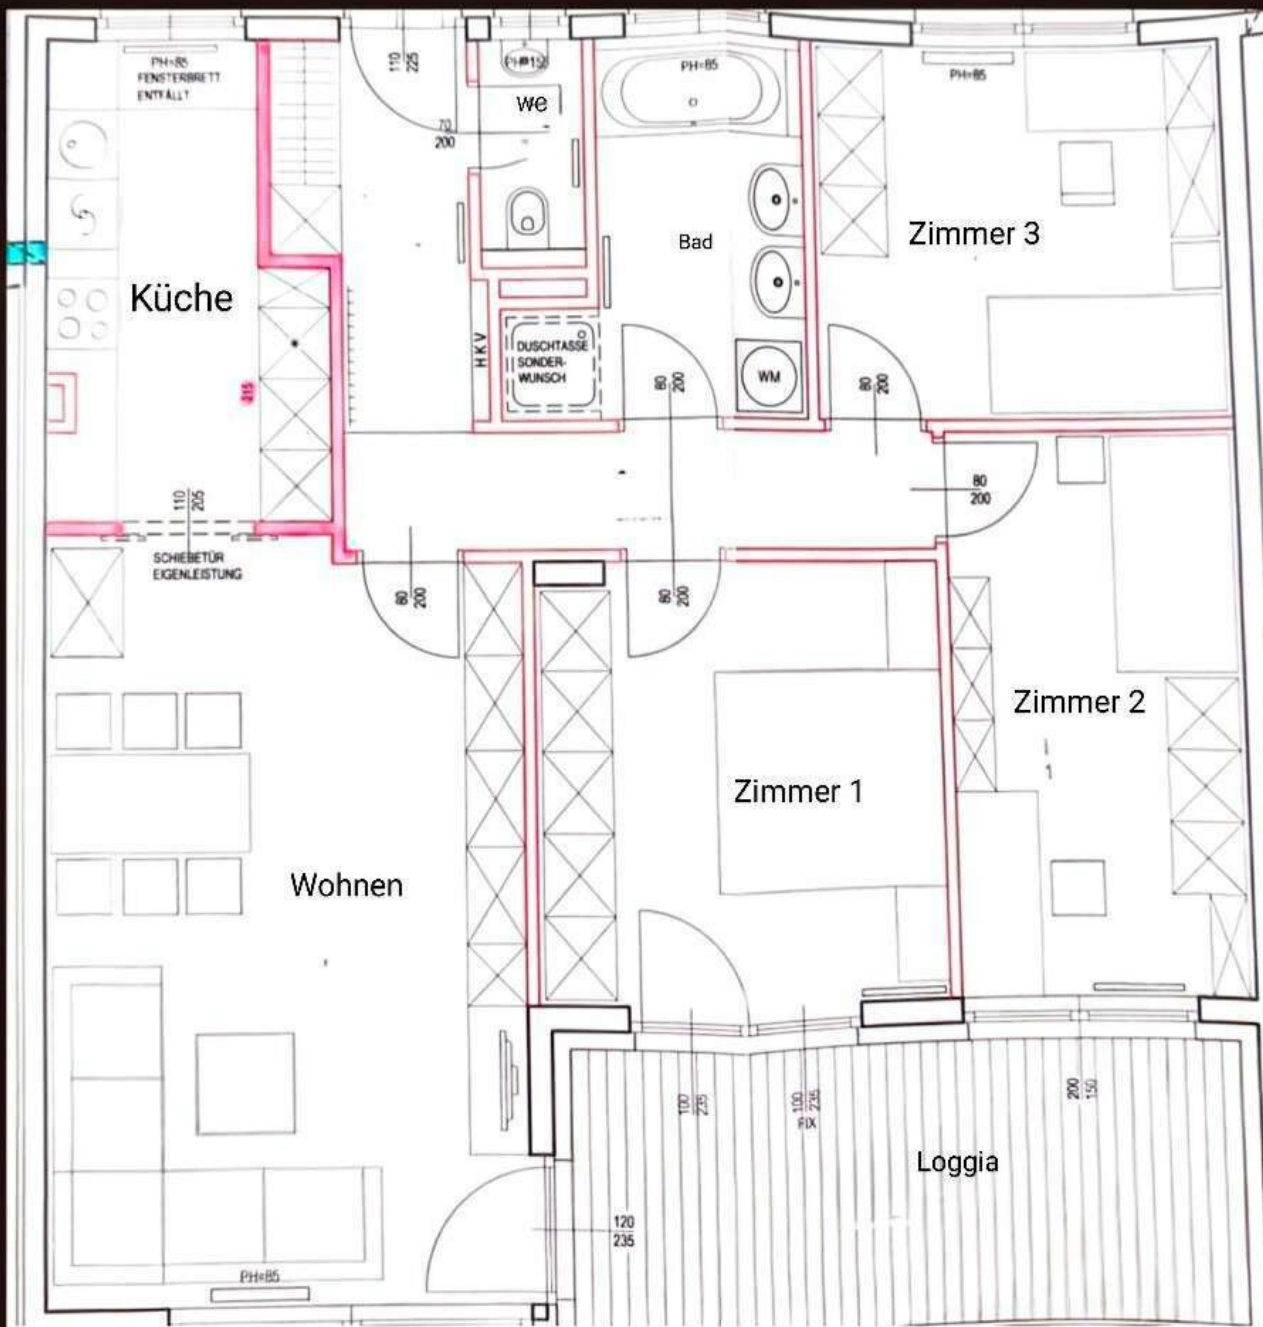 PH=85
FENSTERBRETT
ENTFÄLLT
110
225
PH=150
we
70
200
PH=85
PH=85
Bad
Zimmer 3
Küche
HKV
DUSCHTASSE
SONDER-
WUNSCH
WM
215
80
200
80
200
110
205
80
200
SCHIEBETÜR
EIGENLEISTUNG
80
200
80
200
Zimmer 2
Zimmer 1
Wohnen
100
235
100
235
FIX
200
150
Loggia
120
235
PH=85